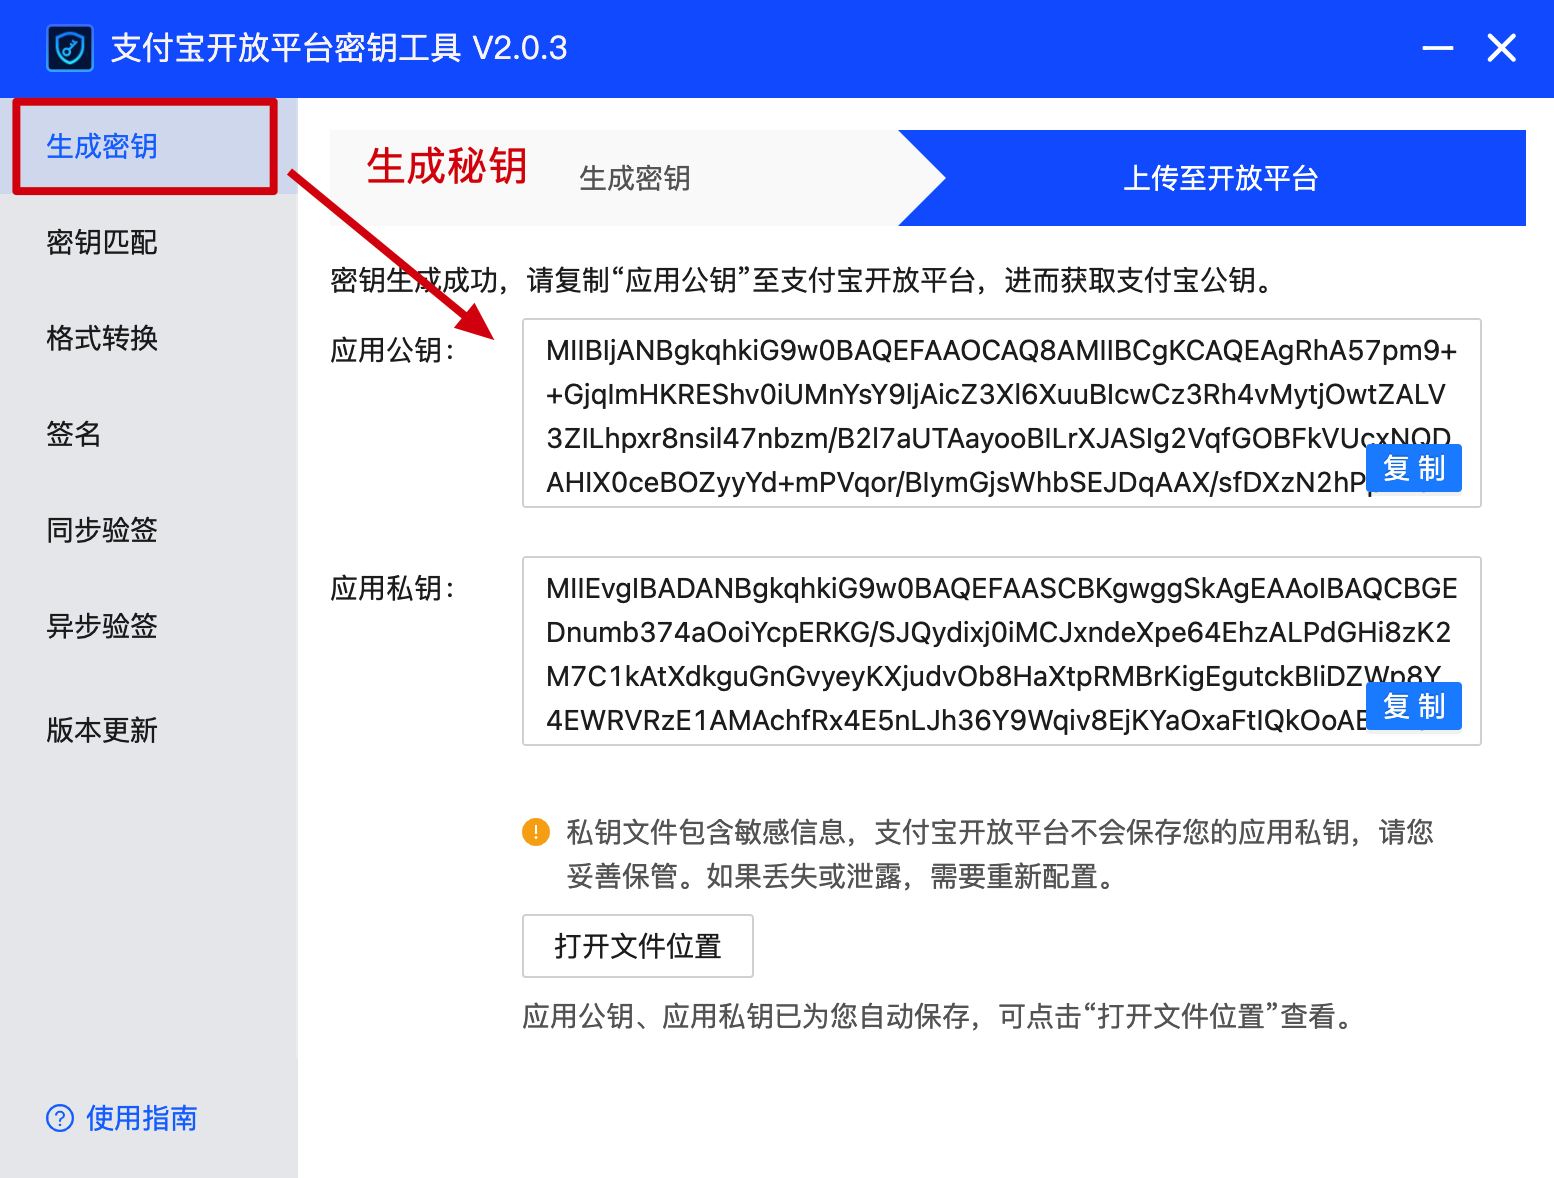 支付宝开放平台密钥工具 V2.0.3
生成密钥
密钥匹配
格式转换
签名
同步验签
异步验签
版本更新
使用指南
生成秘钥
生成密钥
上传至开放平台
密钥生成成功，请复制“应用公钥”至支付宝开放平台，进而获取支付宝公钥。
应用公钥：
MIIBIjANBgkqhkiG9w0BAQEFAAOCAQ8AMIIBCgKCAQEAgRhA57pm9+
+GjqImHKREShv0iUMnYsY9IjAicZ3Xl6XuuBIcwCz3Rh4vMytjOwtZALV
3ZILhpxr8nsil47nbzm/B2l7aUTAayooBILrXJASIg2VqfGOBFkVUcxNQD
AHIX0ceBOZyyYd+mPVqor/BIymGjsWhbSEJDqAAX/sfDXzN2hP
复 制
应用私钥：
MIIEvgIBADANBgkqhkiG9w0BAQEFAASCBKgwggSkAgEAAoIBAQCBGE
Dnumb374aOoiYcpERKG/SJQydixj0iMCJxndeXpe64EhzALPdGHi8zK2
M7C1kAtXdkguGnGvyeyKXjudvOb8HaXtpRMBrKigEgutckBIiDZWp8Y
4EWRVRzE1AMAchfRx4E5nLJh36Y9Wqiv8EjKYaOxaFtIQkOoAE
复 制
私钥文件包含敏感信息，支付宝开放平台不会保存您的应用私钥，请您
妥善保管。如果丢失或泄露，需要重新配置。
打开文件位置
应用公钥、应用私钥已为您自动保存，可点击“打开文件位置”查看。